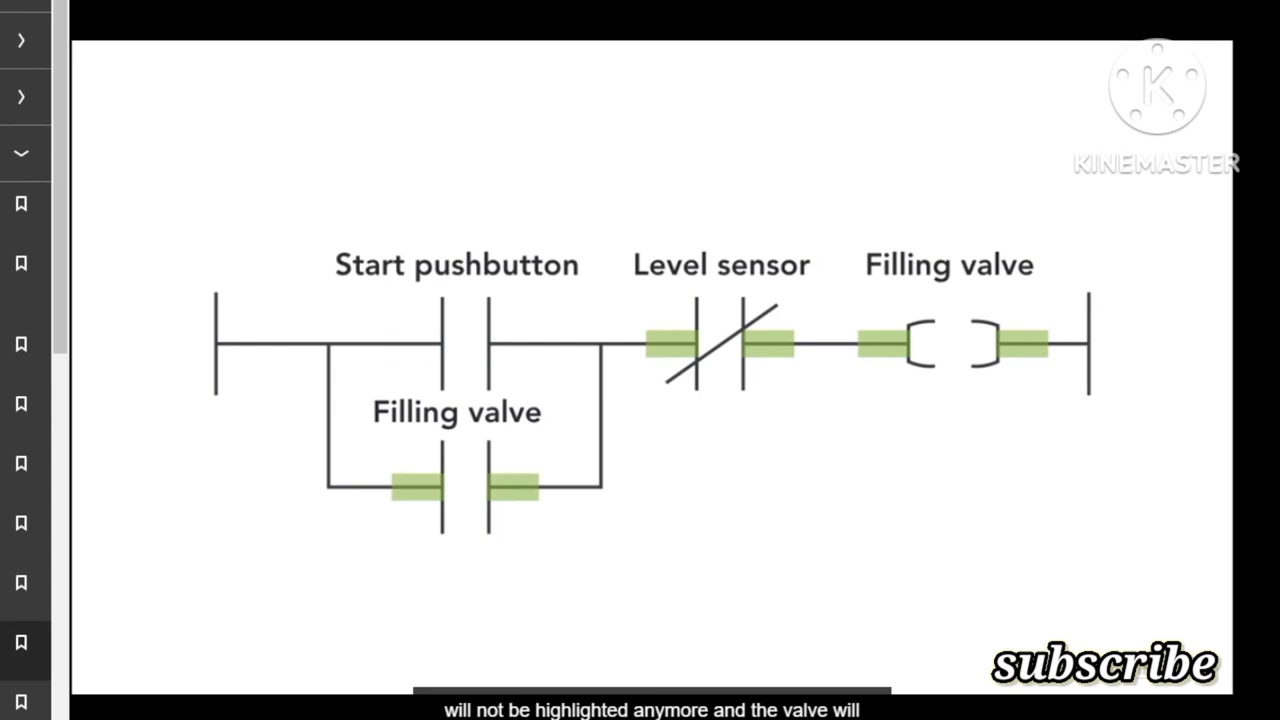 K
KINEMASTER
Start pushbutton
Level sensor
Filling valve
Filling valve
subscribe
will not be highlighted anymore and the valve will